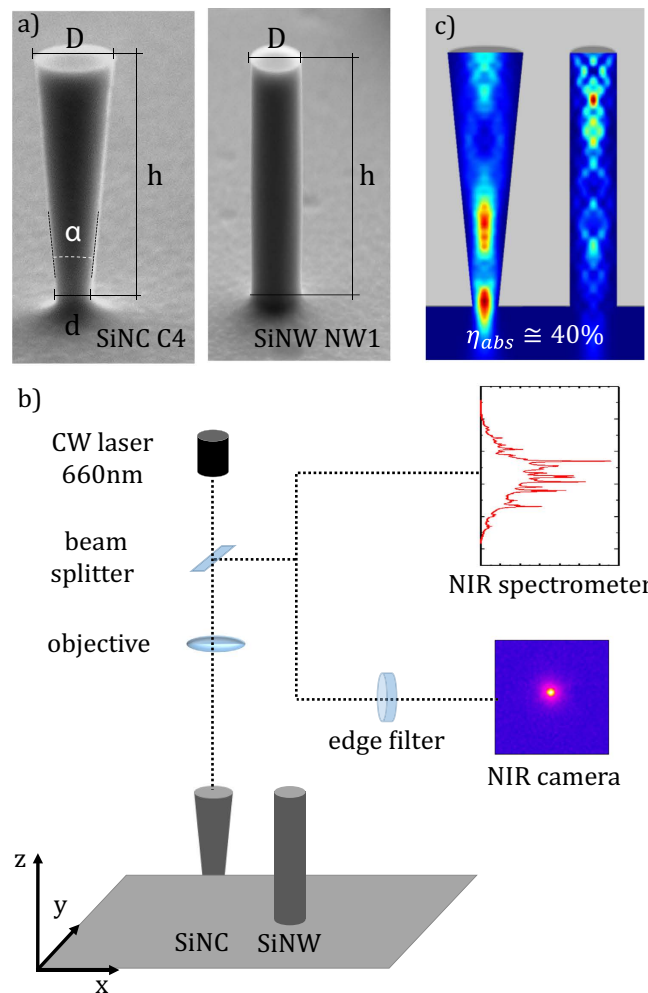 a)
D
h
α
d
SiNC C4
D
h
SiNW NW1
c)
η_abs ≅ 40%
b)
CW laser
660nm
beam
splitter
NIR spectrometer
objective
edge filter
NIR camera
z
y
x
SiNC
SiNW